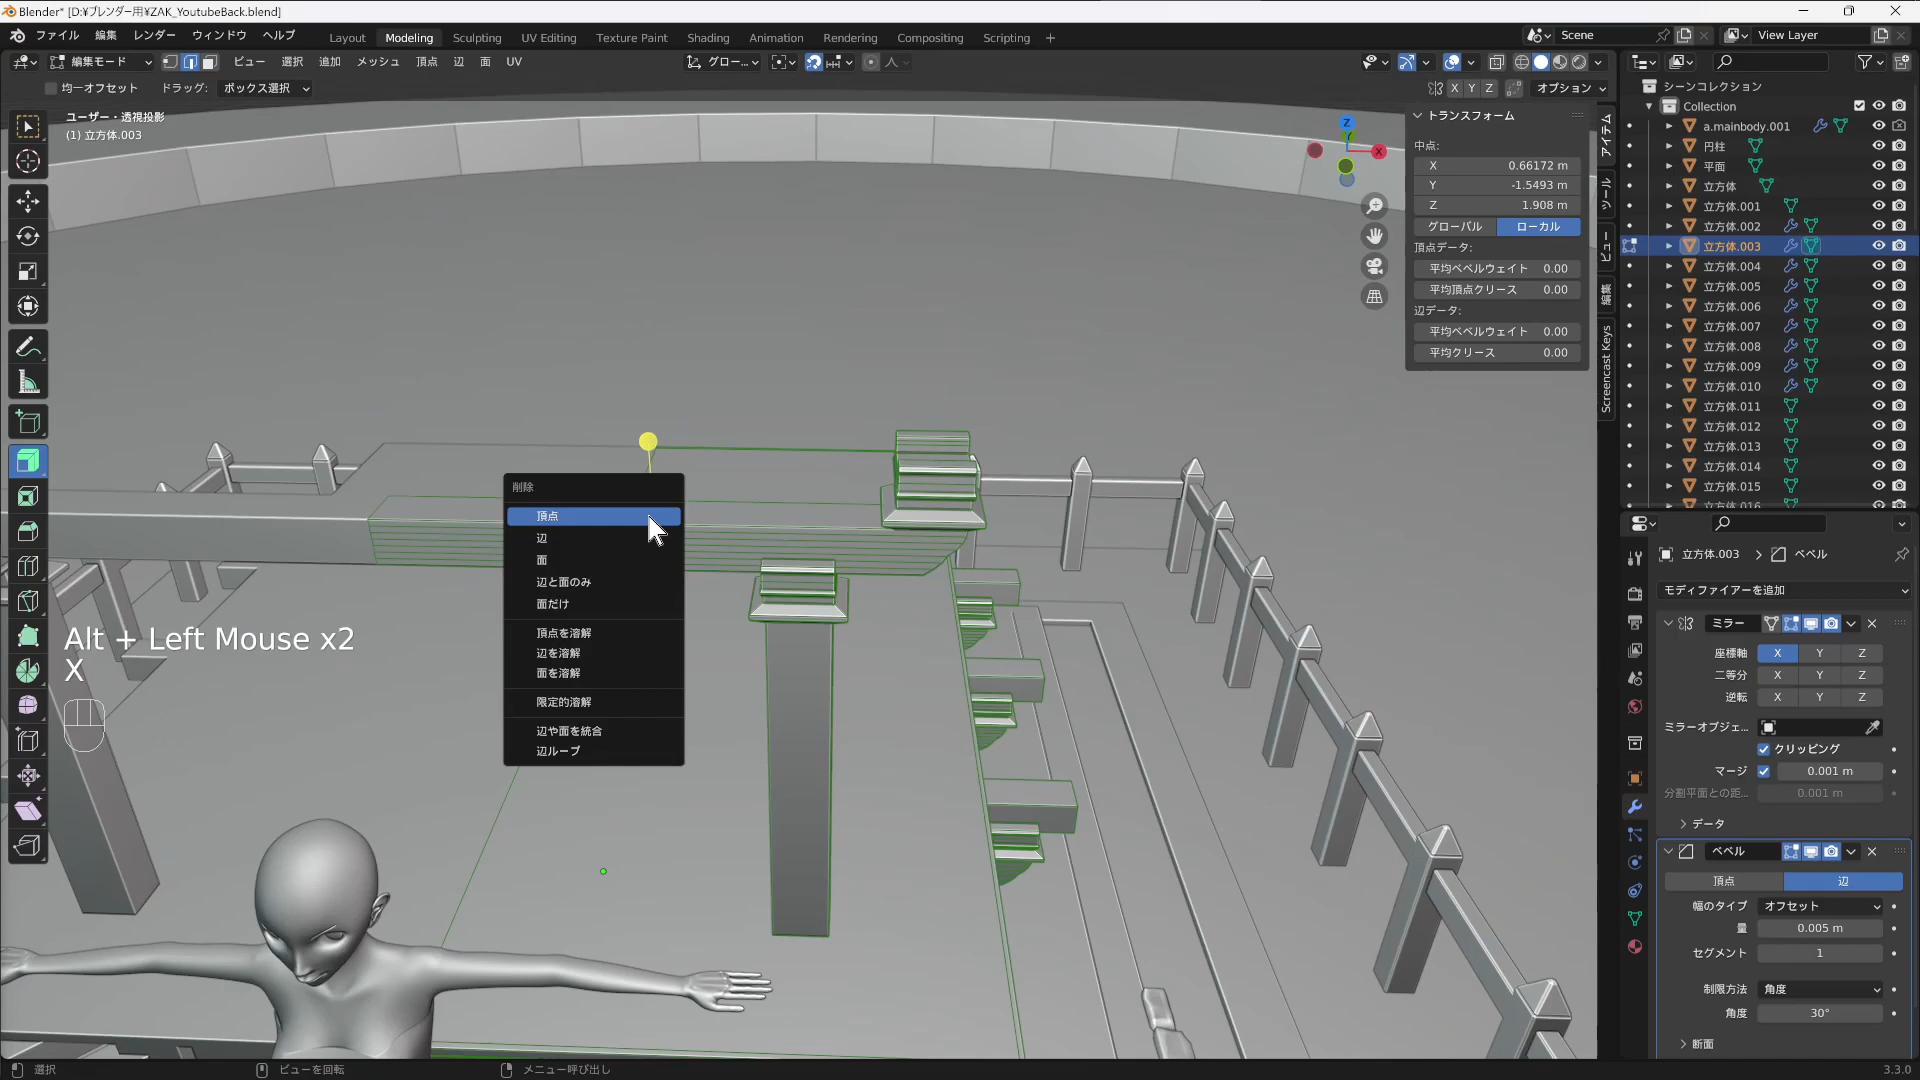 Blender* [D:¥ブレンダー用¥ZAK_YoutubeBack.blend]
ファイル 編集 レンダー ウィンドウ ヘルプ Layout Modeling Sculpting UV Editing Texture Paint Shading Animation Rendering Compositing Scripting + Scene View Layer
編集モード ビュー 選択 追加 メッシュ 頂点 辺 面 UV グロー...
均一オフセット ドラッグ: ボックス選択 X Y Z オプション
ユーザー・透視投影
(1) 立方体.003
Z
X
トランスフォーム
中点:
X 0.66172 m
Y -1.5493 m
Z 1.908 m
グローバル ローカル
頂点データ:
平均ベベルウェイト 0.00
平均頂点クリース 0.00
辺データ:
平均ベベルウェイト 0.00
平均クリース 0.00
アイテム
ツール
ビュー
編集
Screencast Keys
シーンコレクション
Collection
a.mainbody.001
円柱
平面
立方体
立方体.001
立方体.002
立方体.003
立方体.004
立方体.005
立方体.006
立方体.007
立方体.008
立方体.009
立方体.010
立方体.011
立方体.012
立方体.013
立方体.014
立方体.015
立方体.016
削除
頂点
辺
面
辺と面のみ
面だけ
頂点を溶解
辺を溶解
面を溶解
限定的溶解
辺や面を統合
辺ループ
Alt + Left Mouse x2
X
立方体.003 > ベベル
モディファイアーを追加
ミラー
座標軸 X Y Z
二等分 X Y Z
逆転 X Y Z
ミラーオブジェ...
クリッピング
マージ 0.001 m
分割平面との距... 0.001 m
データ
ベベル
頂点 辺
幅のタイプ オフセット
量 0.005 m
セグメント 1
制限方法 角度
角度 30°
断面
選択 ビューを回転 メニュー呼び出し 3.3.0